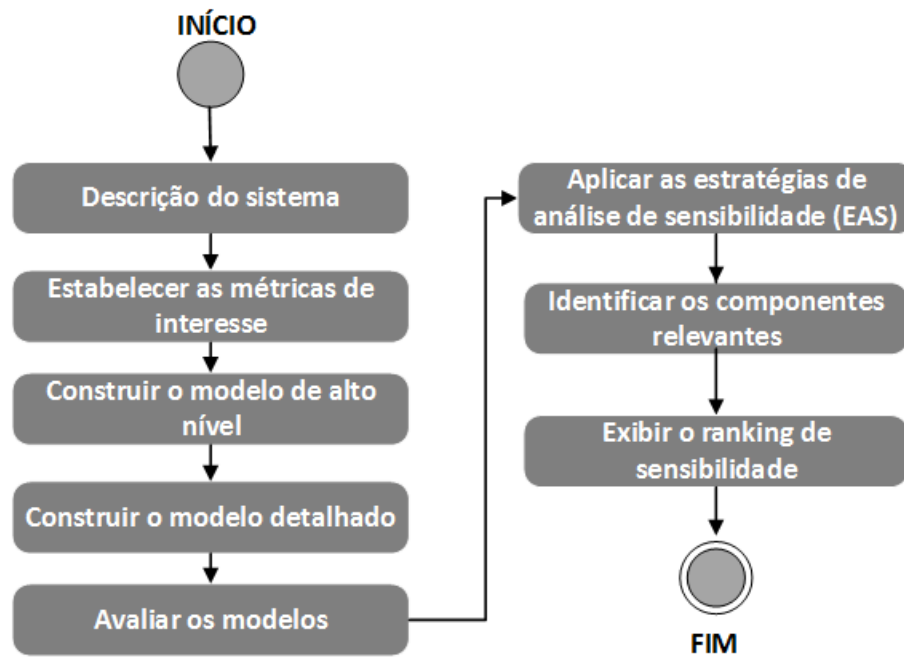 INÍCIO
Descrição do sistema
Estabelecer as métricas de
interesse
Construir o modelo de alto
nível
Construir o modelo detalhado
Avaliar os modelos
Aplicar as estratégias de
análise de sensibilidade (EAS)
Identificar os componentes
relevantes
Exibir o ranking de
sensibilidade
FIM